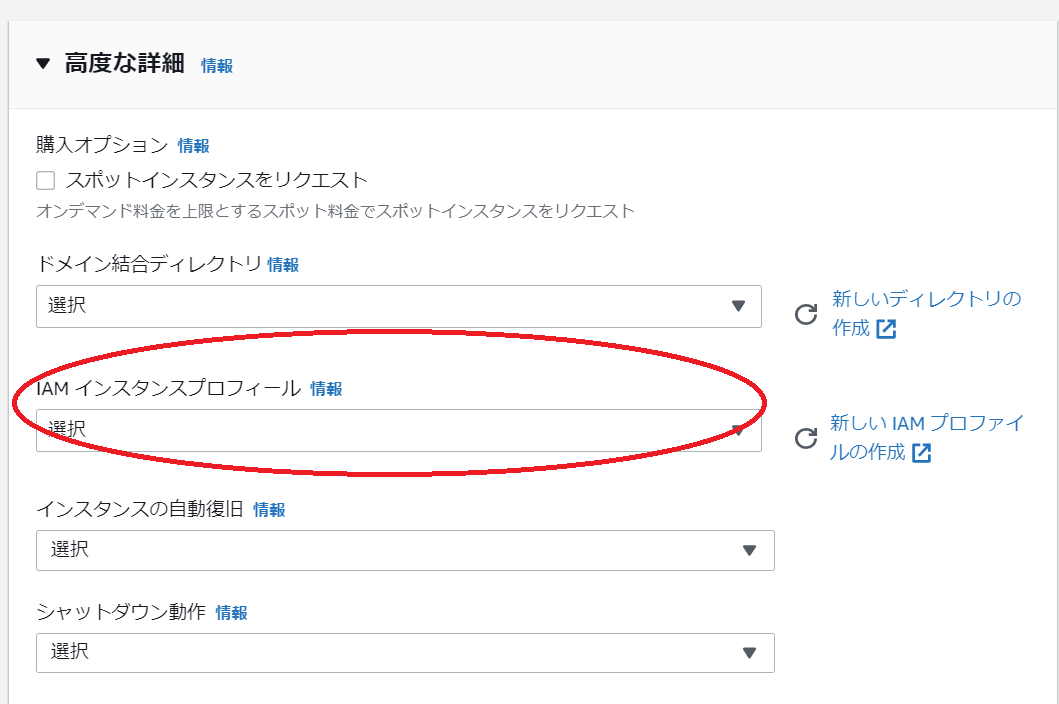 高度な詳細 情報
購入オプション 情報
スポットインスタンスをリクエスト
オンデマンド料金を上限とするスポット料金でスポットインスタンスをリクエスト
ドメイン結合ディレクトリ 情報
選択
新しいディレクトリの
作成
IAM インスタンスプロフィール 情報
選択
新しい IAM プロファイ
ルの作成
インスタンスの自動復旧 情報
選択
シャットダウン動作 情報
選択